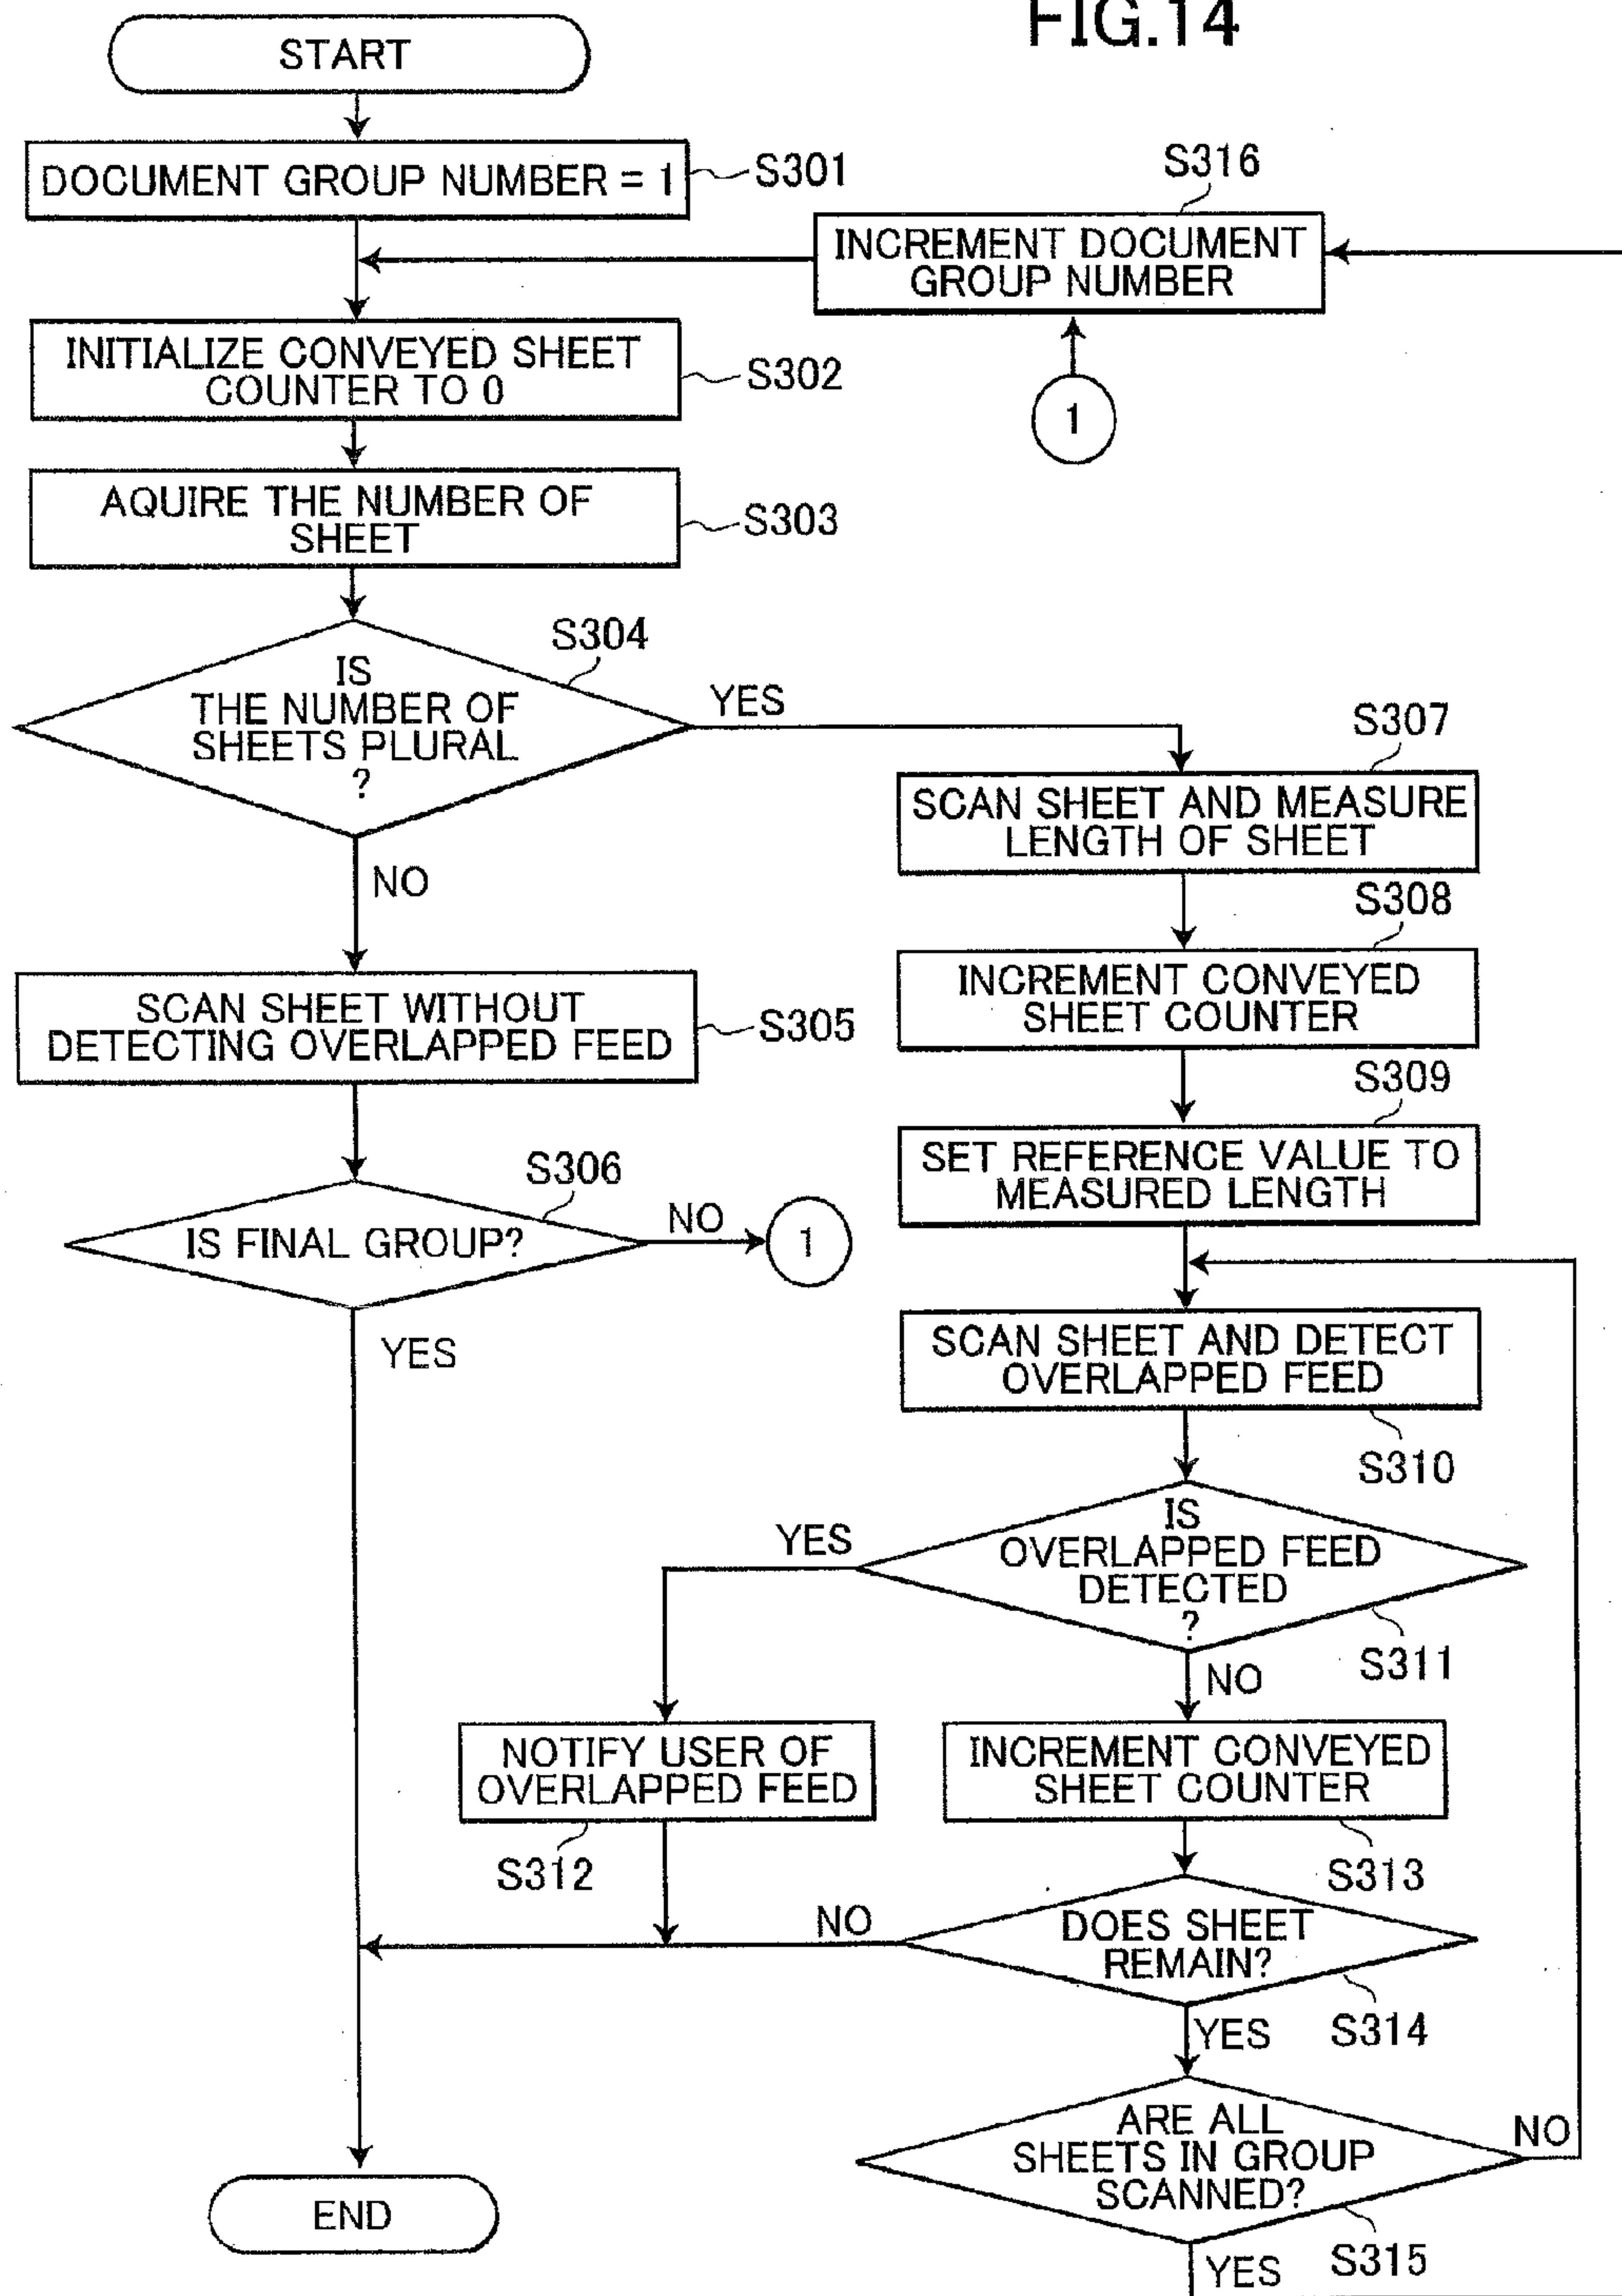 FIG.14
START
DOCUMENT GROUP NUMBER = 1
S301
S316
INCREMENT DOCUMENT
GROUP NUMBER
INITIALIZE CONVEYED SHEET
COUNTER TO 0
S302
1
AQUIRE THE NUMBER OF
SHEET
S303
S304
IS
THE NUMBER OF
SHEETS PLURAL
?
YES
NO
S307
SCAN SHEET AND MEASURE
LENGTH OF SHEET
S308
INCREMENT CONVEYED
SHEET COUNTER
SCAN SHEET WITHOUT
DETECTING OVERLAPPED FEED
S305
S309
SET REFERENCE VALUE TO
MEASURED LENGTH
S306
IS FINAL GROUP?
NO
1
YES
SCAN SHEET AND DETECT
OVERLAPPED FEED
S310
IS
OVERLAPPED FEED
DETECTED
?
S311
YES
NO
NOTIFY USER OF
OVERLAPPED FEED
S312
INCREMENT CONVEYED
SHEET COUNTER
S313
DOES SHEET
REMAIN?
S314
NO
YES
ARE ALL
SHEETS IN GROUP
SCANNED?
S315
NO
YES
END